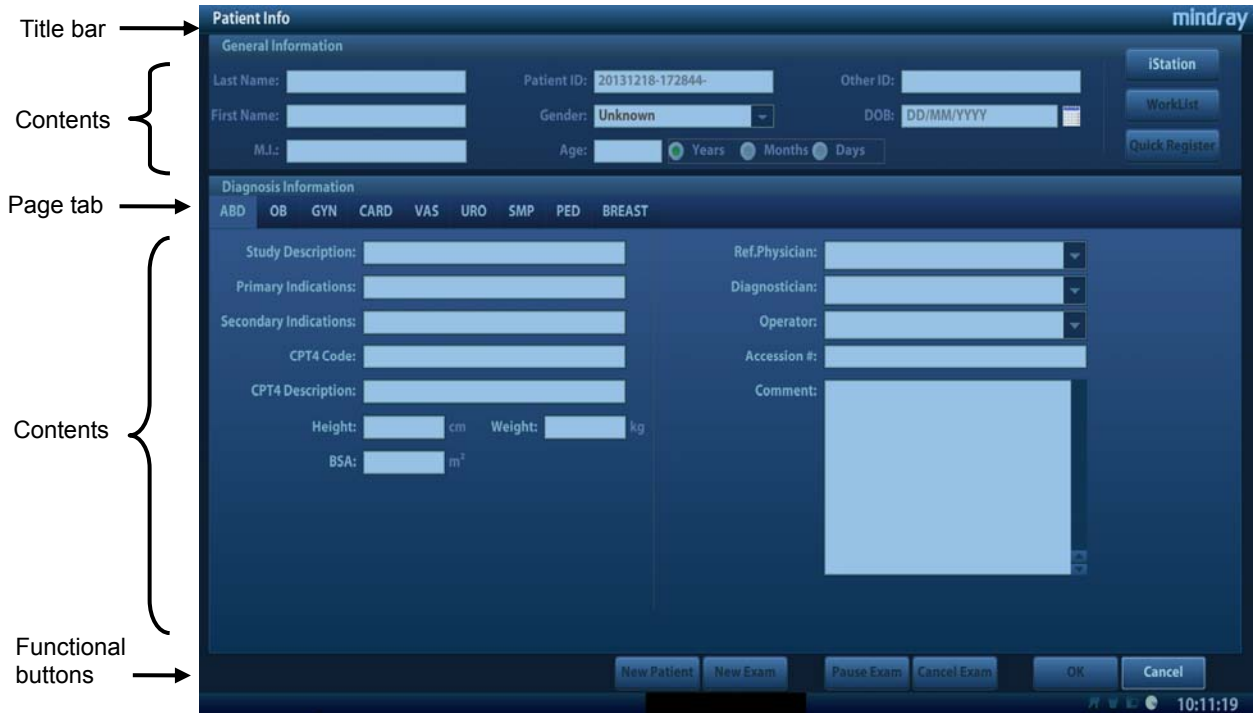 Title bar
Patient Info
mindray
General Information
Contents
Last Name:
Patient ID: 20131218-172844-
Other ID:
iStation
First Name:
Gender: Unknown
DOB: DD/MM/YYYY
WorkList
M.I.:
Age:
Years Months Days
Quick Register
Page tab
Diagnosis Information
ABD OB GYN CARD VAS URO SMP PED BREAST
Contents
Study Description:
Ref.Physician:
Primary Indications:
Diagnostician:
Secondary Indications:
Operator:
CPT4 Code:
Accession #:
CPT4 Description:
Comment:
Height: cm Weight: kg
BSA: m²
Functional
buttons
New Patient New Exam Pause Exam Cancel Exam OK Cancel
10:11:19